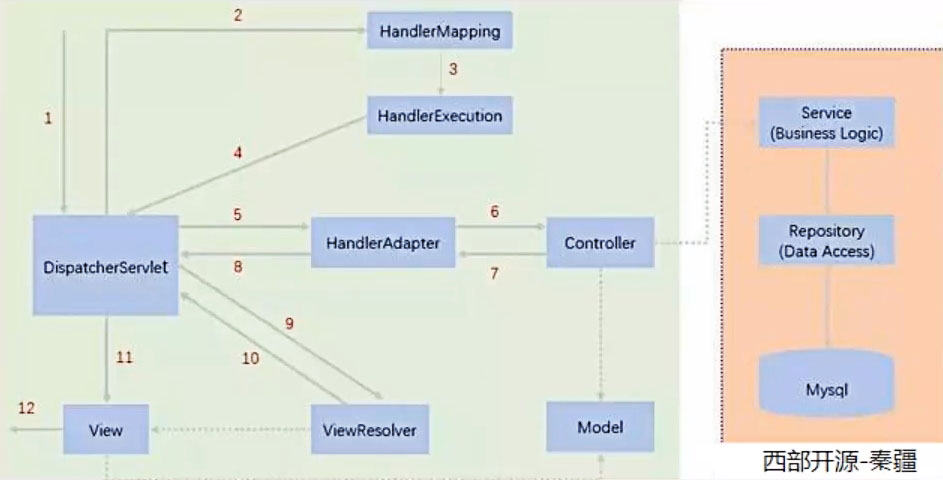 2
HandlerMapping
1
3
HandlerExecution
Service
(Business Logic)
4
5
6
DispatcherServlet
HandlerAdapter
Controller
Repository
(Data Access)
8
7
9
10
11
12
View
ViewResolver
Model
Mysql
西部开源-秦疆